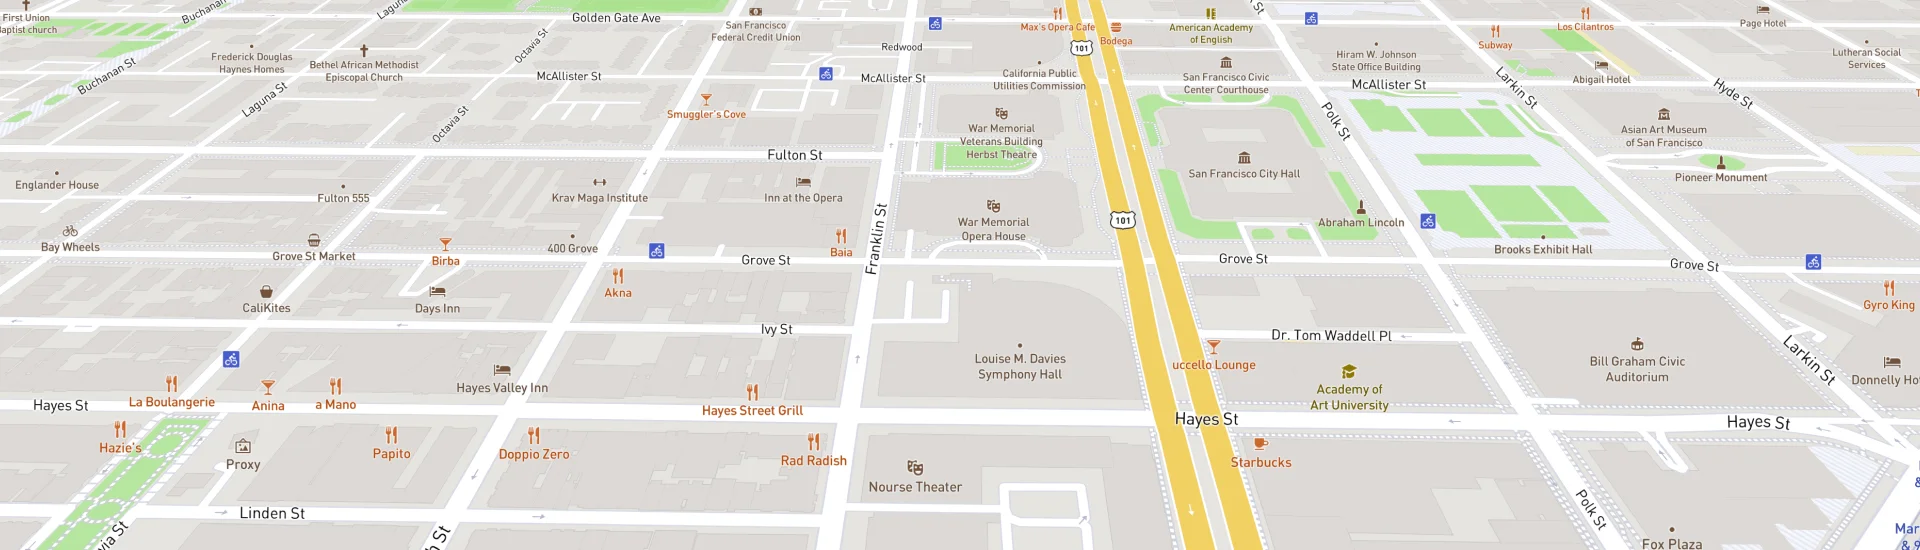 First Union
Baptist church
Buchanan
Laguna
Golden Gate Ave
San Francisco
Federal Credit Union
Max's Opera Cafe
Bodega
American Academy
of English
St
Los Cilantros
Page Hotel
Subway
Frederick Douglas
Haynes Homes
Octavia St
Bethel African Methodist
Episcopal Church
Redwood
101
Hiram W. Johnson
State Office Building
Lutheran Social
Services
Buchanan St
Laguna St
McAllister St
McAllister St
California Public
Utilities Commission
San Francisco Civic
Center Courthouse
McAllister St
Larkin St
Abigail Hotel
Hyde St
Octavia St
Smuggler's Cove
War Memorial
Veterans Building
Herbst Theatre
Polk St
Asian Art Museum
of San Francisco
Fulton St
San Francisco City Hall
Pioneer Monument
Englander House
Fulton 555
Krav Maga Institute
Inn at the Opera
Franklin St
War Memorial
Opera House
101
Abraham Lincoln
Bay Wheels
Grove St Market
Birba
400 Grove
Baia
Grove St
Grove St
Brooks Exhibit Hall
Grove St
CaliKites
Days Inn
Akna
Gyro King
Ivy St
Dr. Tom Waddell Pl
Louise M. Davies
Symphony Hall
uccello Lounge
Bill Graham Civic
Auditorium
Larkin St
Donnelly Ho
Hayes Valley Inn
Academy of
Art University
Hayes St
La Boulangerie
Anina
a Mano
Hayes Street Grill
Hayes St
Hayes St
Hazie's
Proxy
Papito
Doppio Zero
Rad Radish
Starbucks
Nourse Theater
Linden St
Polk St
via St
h St
Fox Plaza
Mar
& 9